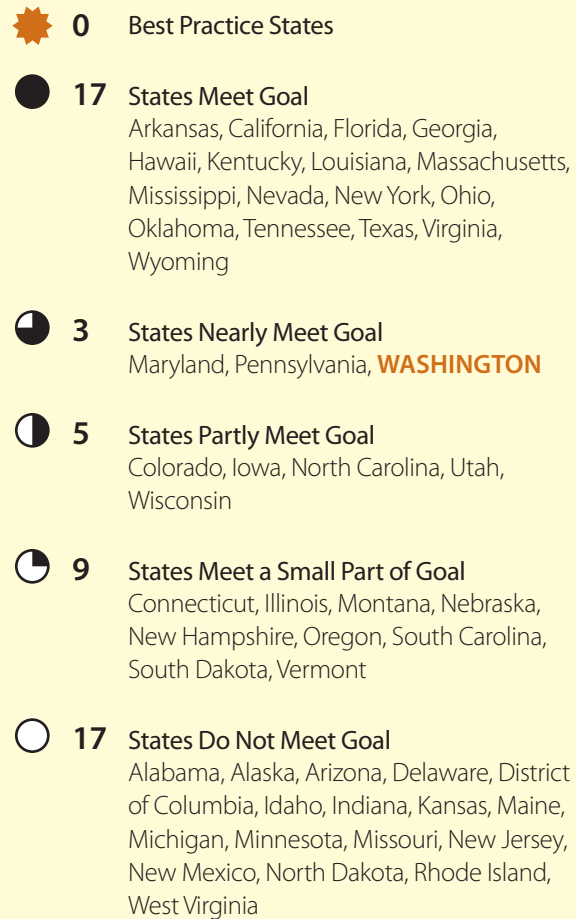 0 Best Practice States
17 States Meet Goal
Arkansas, California, Florida, Georgia,
Hawaii, Kentucky, Louisiana, Massachusetts,
Mississippi, Nevada, New York, Ohio,
Oklahoma, Tennessee, Texas, Virginia,
Wyoming
3 States Nearly Meet Goal
Maryland, Pennsylvania, WASHINGTON
5 States Partly Meet Goal
Colorado, Iowa, North Carolina, Utah,
Wisconsin
9 States Meet a Small Part of Goal
Connecticut, Illinois, Montana, Nebraska,
New Hampshire, Oregon, South Carolina,
South Dakota, Vermont
17 States Do Not Meet Goal
Alabama, Alaska, Arizona, Delaware, District
of Columbia, Idaho, Indiana, Kansas, Maine,
Michigan, Minnesota, Missouri, New Jersey,
New Mexico, North Dakota, Rhode Island,
West Virginia